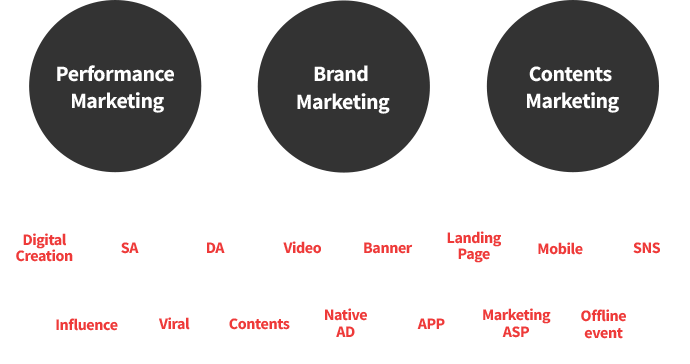 Performance
Marketing
Brand
Marketing
Contents
Marketing
Digital
Creation
SA
DA
Video
Banner
Landing
Page
Mobile
SNS
Influence
Viral
Contents
Native
AD
APP
Marketing
ASP
Offline
event